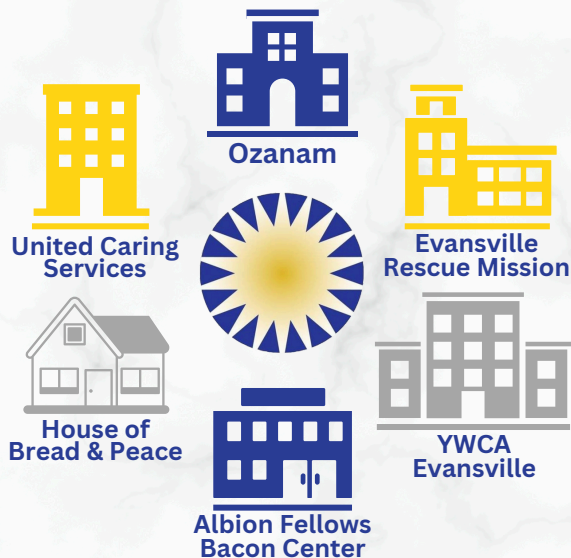 Ozanam
United Caring
Services
Evansville
Rescue Mission
House of
Bread & Peace
YWCA
Evansville
Albion Fellows
Bacon Center